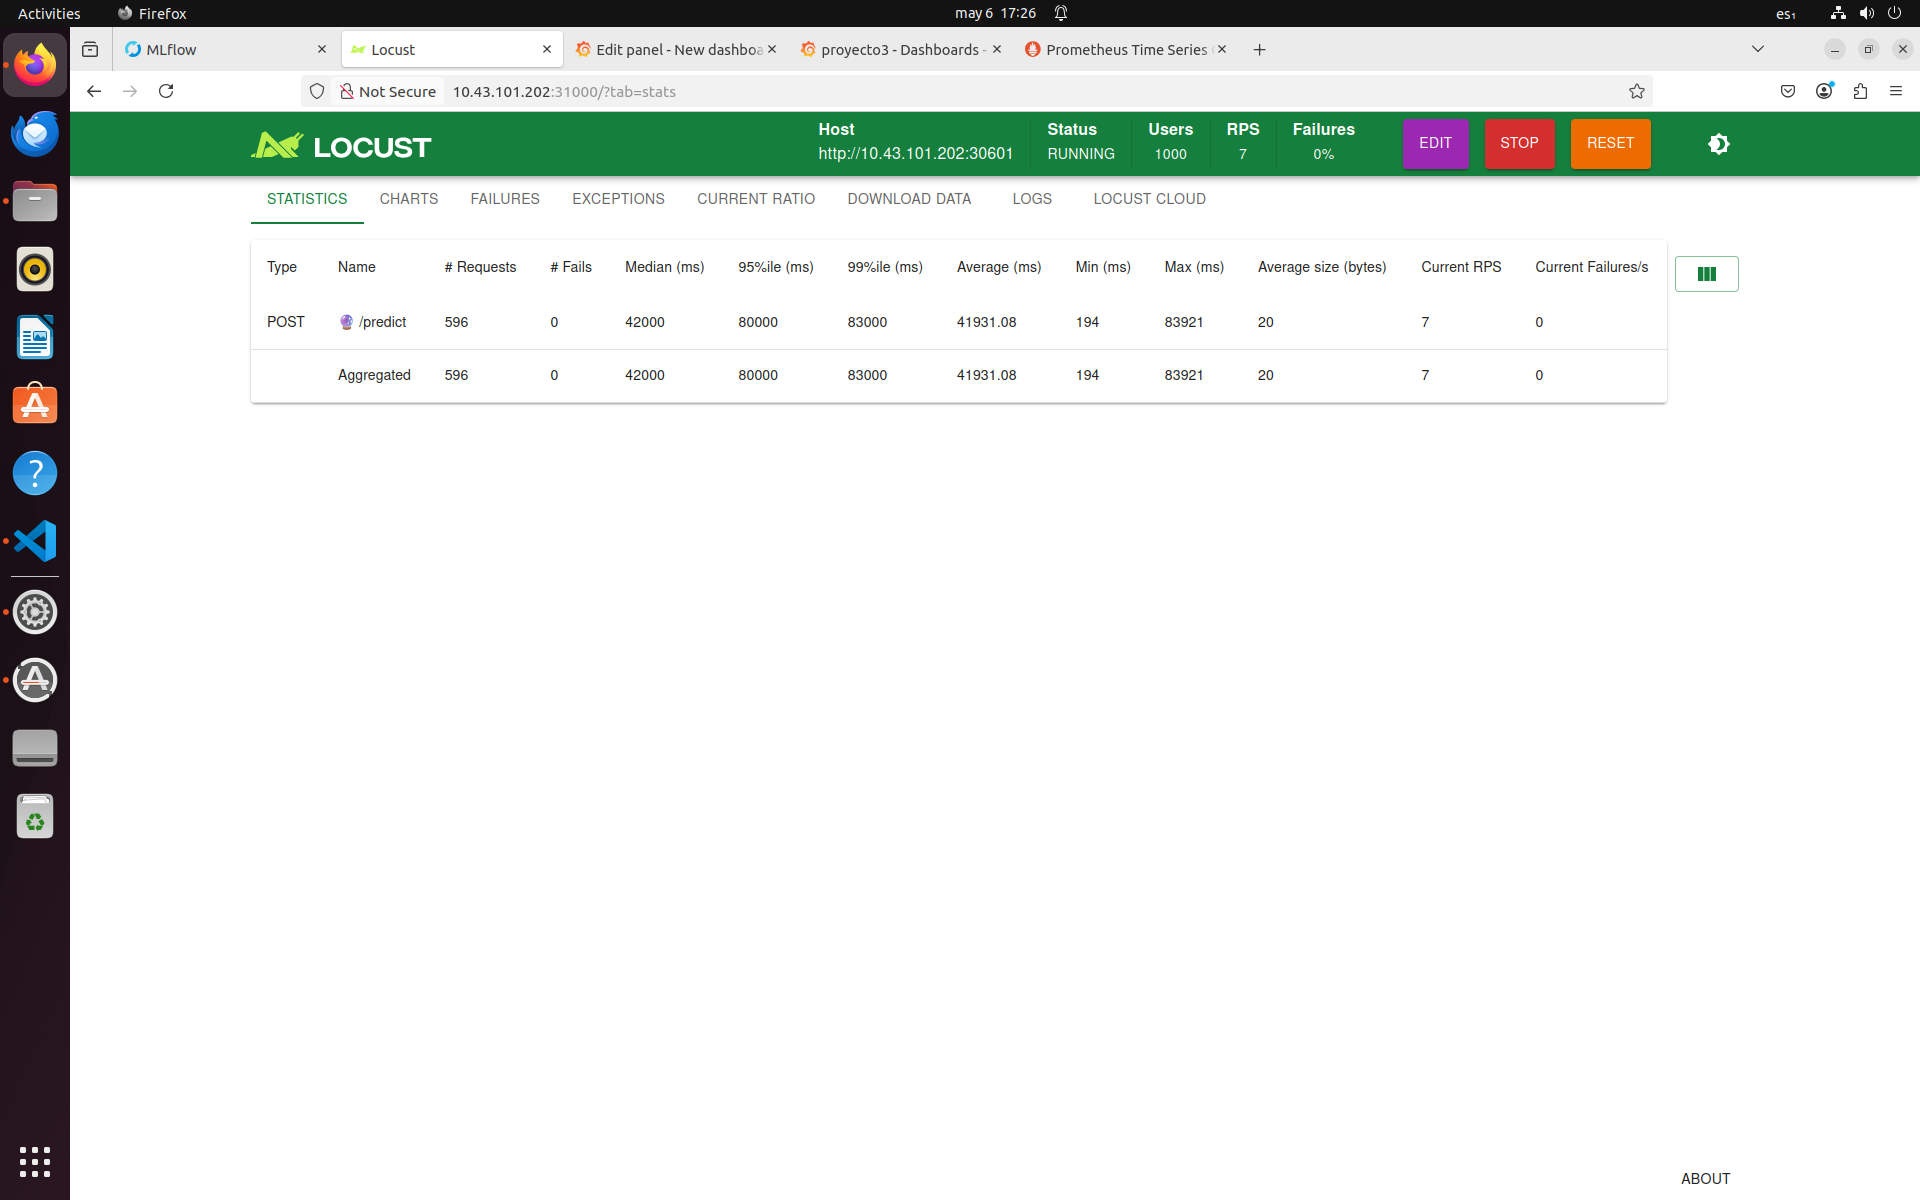 Activities Firefox may 6 17:26 es₁
MLflow Locust Edit panel - New dashboa proyecto3 - Dashboards - Prometheus Time Series
Not Secure 10.43.101.202:31000/?tab=stats
LOCUST
Host
http://10.43.101.202:30601
Status
RUNNING
Users
1000
RPS
7
Failures
0%
EDIT STOP RESET
STATISTICS CHARTS FAILURES EXCEPTIONS CURRENT RATIO DOWNLOAD DATA LOGS LOCUST CLOUD
Type Name # Requests # Fails Median (ms) 95%ile (ms) 99%ile (ms) Average (ms) Min (ms) Max (ms) Average size (bytes) Current RPS Current Failures/s
POST 🔮 /predict 596 0 42000 80000 83000 41931.08 194 83921 20 7 0
Aggregated 596 0 42000 80000 83000 41931.08 194 83921 20 7 0
ABOUT